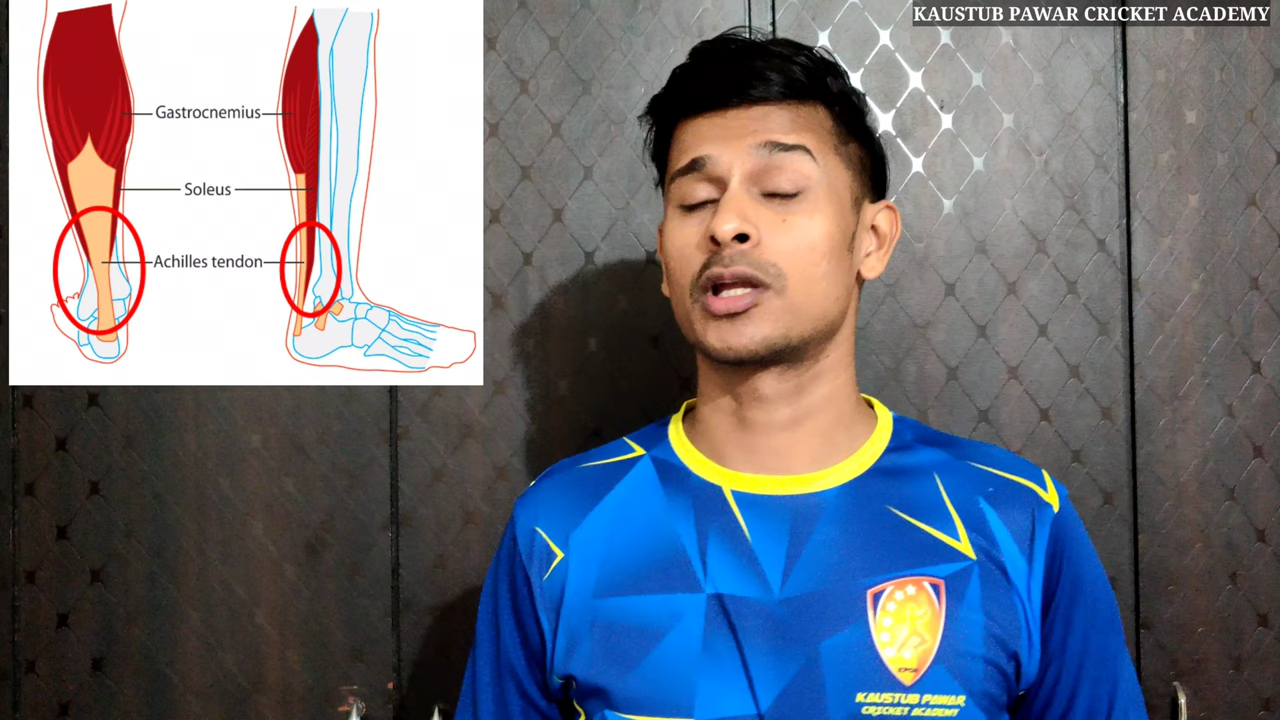 KAUSTUB PAWAR CRICKET ACADEMY
Gastrocnemius
Soleus
Achilles tendon
KAUSTUB PAWAR
CRICKET ACADEMY